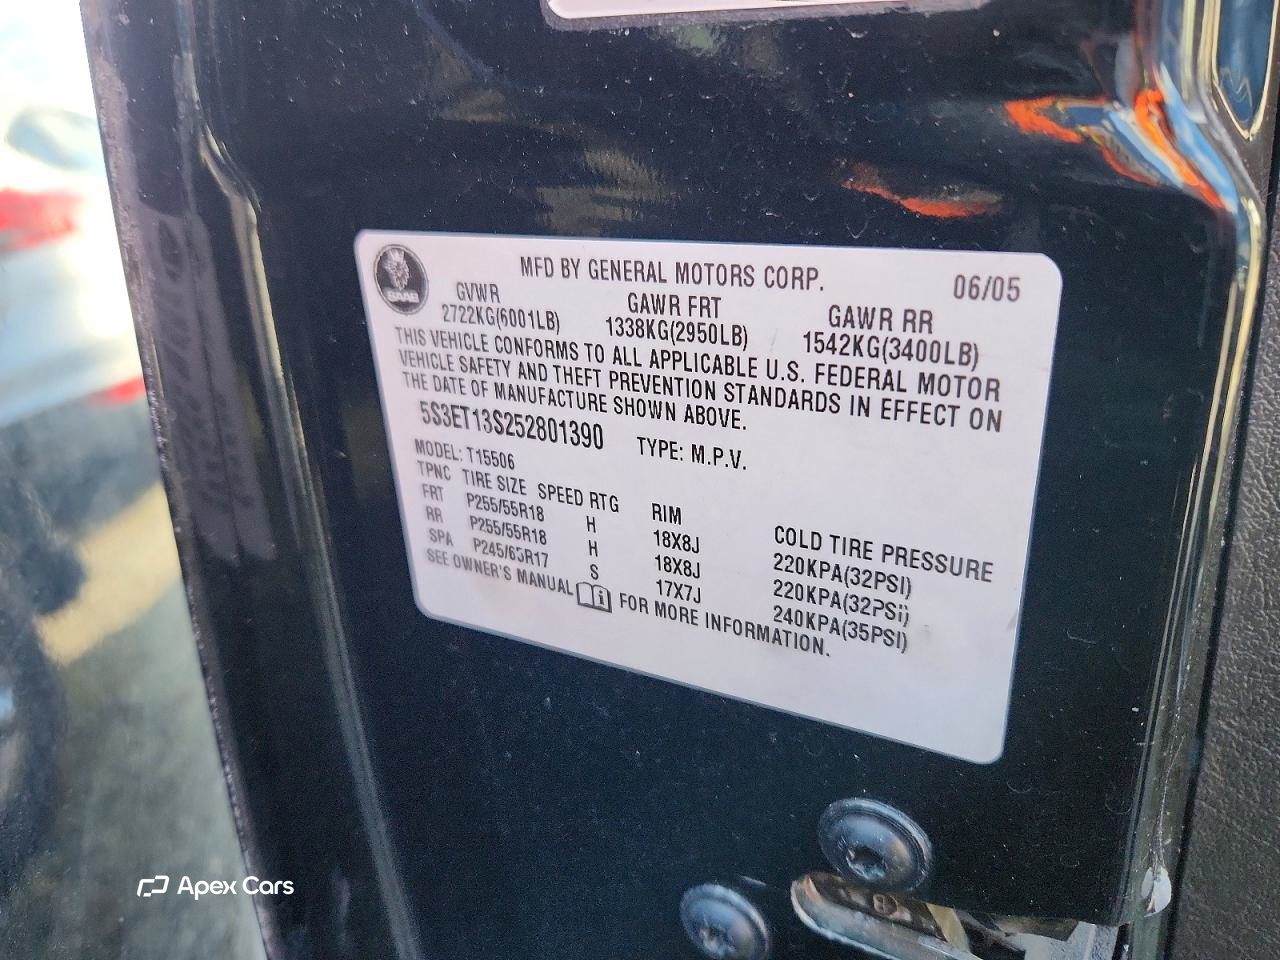 SAAB
MFD BY GENERAL MOTORS CORP. 06/05
GVWR GAWR FRT GAWR RR
2722KG(6001LB) 1338KG(2950LB) 1542KG(3400LB)
THIS VEHICLE CONFORMS TO ALL APPLICABLE U.S. FEDERAL MOTOR
VEHICLE SAFETY AND THEFT PREVENTION STANDARDS IN EFFECT ON
THE DATE OF MANUFACTURE SHOWN ABOVE.
5S3ET13S252801390 TYPE: M.P.V.
MODEL: T15506
TPNC TIRE SIZE SPEED RTG RIM COLD TIRE PRESSURE
FRT P255/55R18 H 18X8J 220KPA(32PSI)
RR P255/55R18 H 18X8J 220KPA(32PSI)
SPA P245/65R17 S 17X7J 240KPA(35PSI)
SEE OWNER'S MANUAL FOR MORE INFORMATION.
Apex Cars